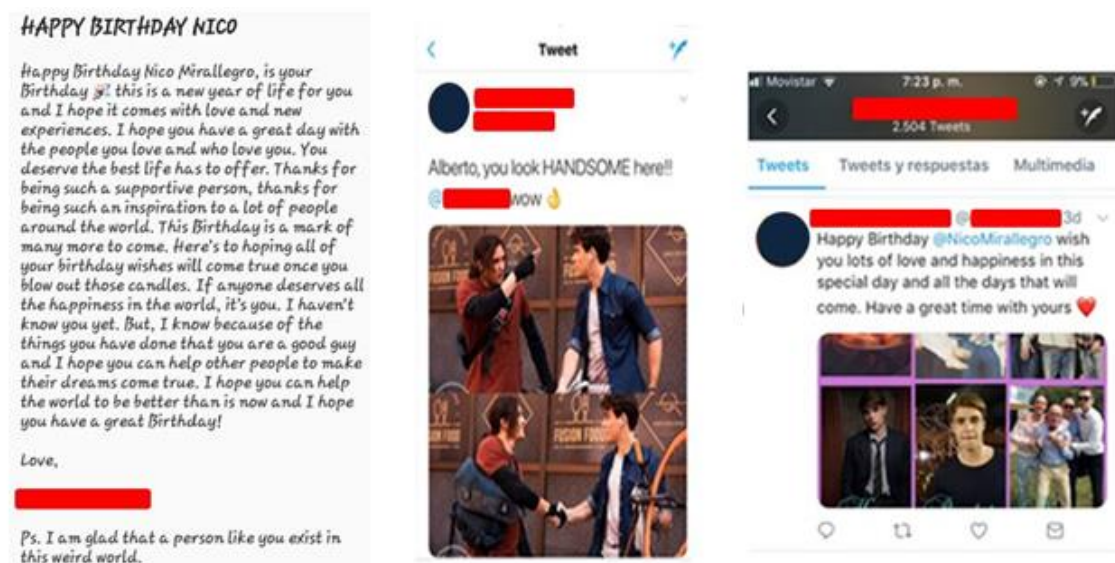 HAPPY BIRTHDAY NICO
Happy Birthday Nico Mirallegro, is your
Birthday 🎉 this is a new year of life for you
and I hope it comes with love and new
experiences. I hope you have a great day with
the people you love and who love you. You
deserve the best life has to offer. Thanks for
being such a supportive person, thanks for
being such an inspiration to a lot of people
around the world. This Birthday is a mark of
many more to come. Here's to hoping all of
your birthday wishes will come true once you
blow out those candles. If anyone deserves all
the happiness in the world, it's you. I haven't
know you yet. But, I know because of the
things you have done that you are a good guy
and I hope you can help other people to make
their dreams come true. I hope you can help
the world to be better than is now and I hope
you have a great Birthday!
Love,
Ps. I am glad that a person like you exist in
this weird world.
Tweet
Alberto, you look HANDSOME here!!
@ wow 👌
FUSION FOOD
Movistar 7:23 p. m. 9%
2.504 Tweets
Tweets Tweets y respuestas Multimedia
@ 3d
Happy Birthday @NicoMirallegro wish
you lots of love and happiness in this
special day and all the days that will
come. Have a great time with yours ❤️